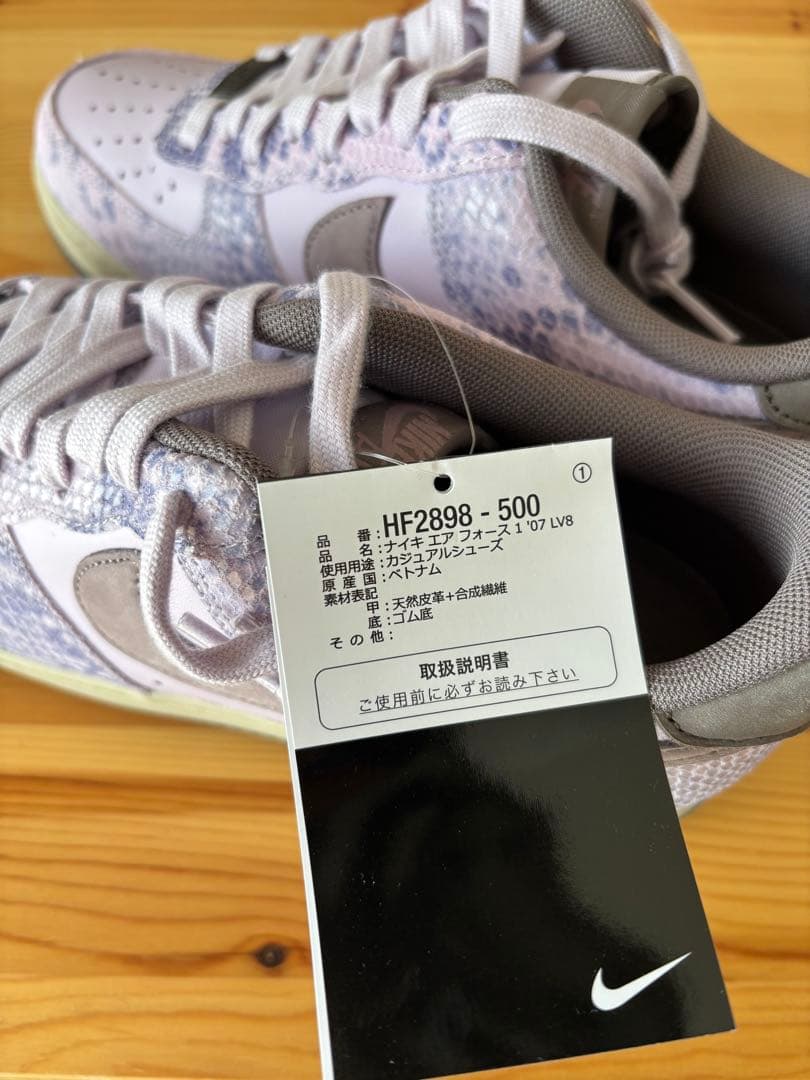 ①
品 番：HF2898 - 500
品 名：ナイキ エア フォース 1 '07 LV8
使用用途：カジュアルシューズ
原 産 国：ベトナム
素材表記
甲：天然皮革+合成繊維
底：ゴム底
そ の 他：
取扱説明書
ご使用前に必ずお読み下さい